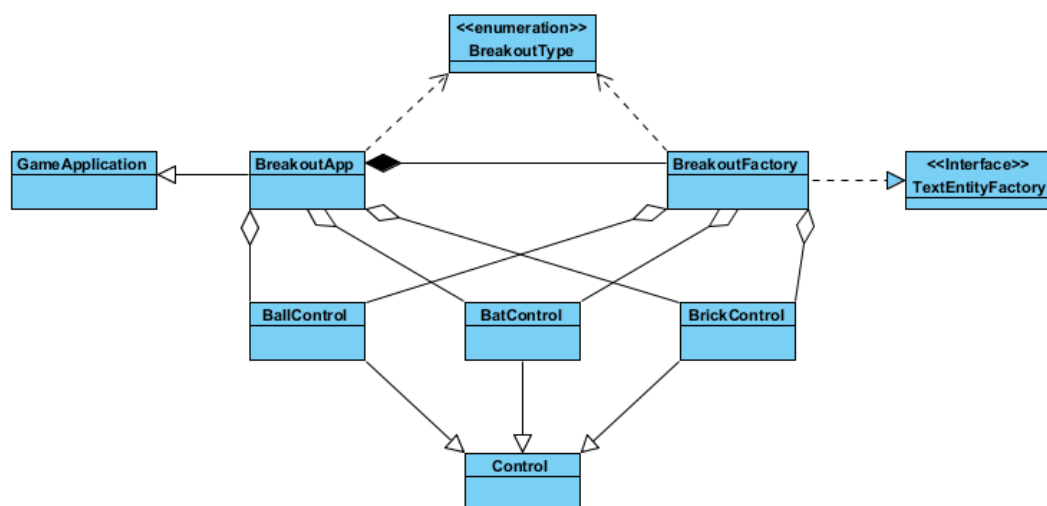 <<enumeration>>
BreakoutType
GameApplication
BreakoutApp
BreakoutFactory
<<Interface>>
TextEntityFactory
BallControl
BatControl
BrickControl
Control